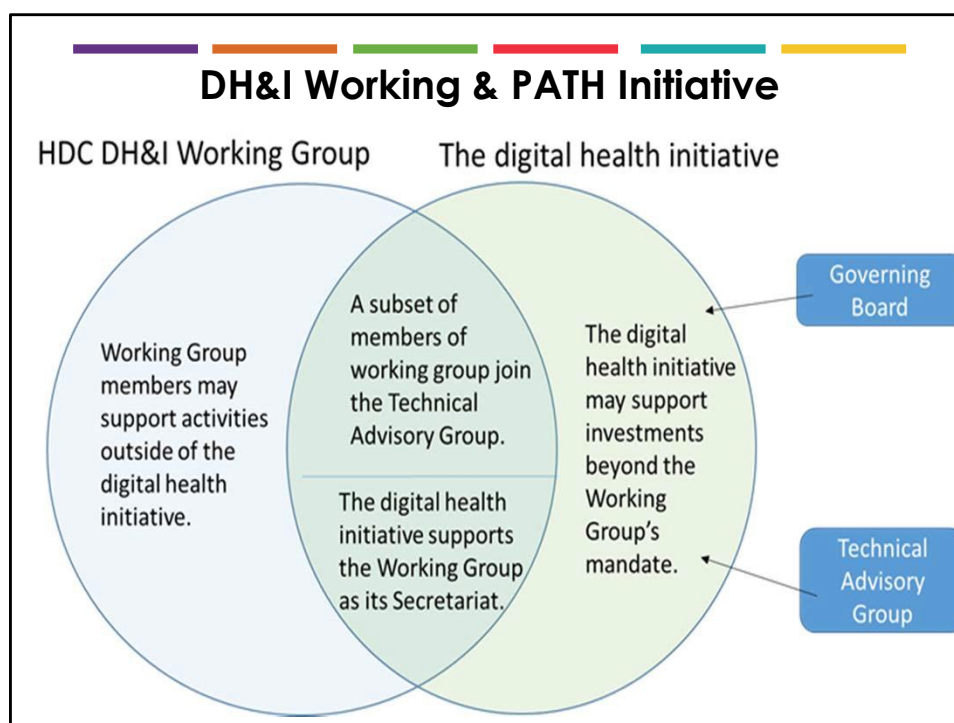 DH&I Working & PATH Initiative
HDC DH&I Working Group
The digital health initiative
Working Group
members may
support activities
outside of the
digital health
initiative.
A subset of
members of
working group join
the Technical
Advisory Group.
The digital health
initiative supports
the Working Group
as its Secretariat.
The digital
health initiative
may support
investments
beyond the
Working
Group’s
mandate.
Governing
Board
Technical
Advisory
Group